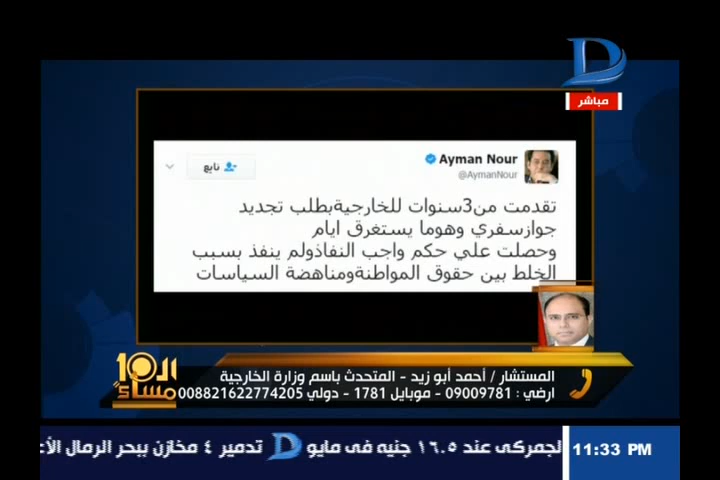 مباشر
Ayman Nour
@AymanNour
تابع
تقدمت من3سنوات للخارجيةبطلب تجديد
جوازسفري وهوما يستغرق ايام
وحصلت علي حكم واجب النفاذولم ينفذ بسبب
الخلط بين حقوق المواطنةومناهضة السياسات
العاشرة مساءً
المستشار / أحمد أبو زيد - المتحدث باسم وزارة الخارجية
ارضي : 09009781 - موبايل 1781 - دولي 008821622774205
لجمركى عند ١٦.٥ جنيه فى مايو تدمير ٤ مخازن ببحر الرمال الأع
11:33 PM